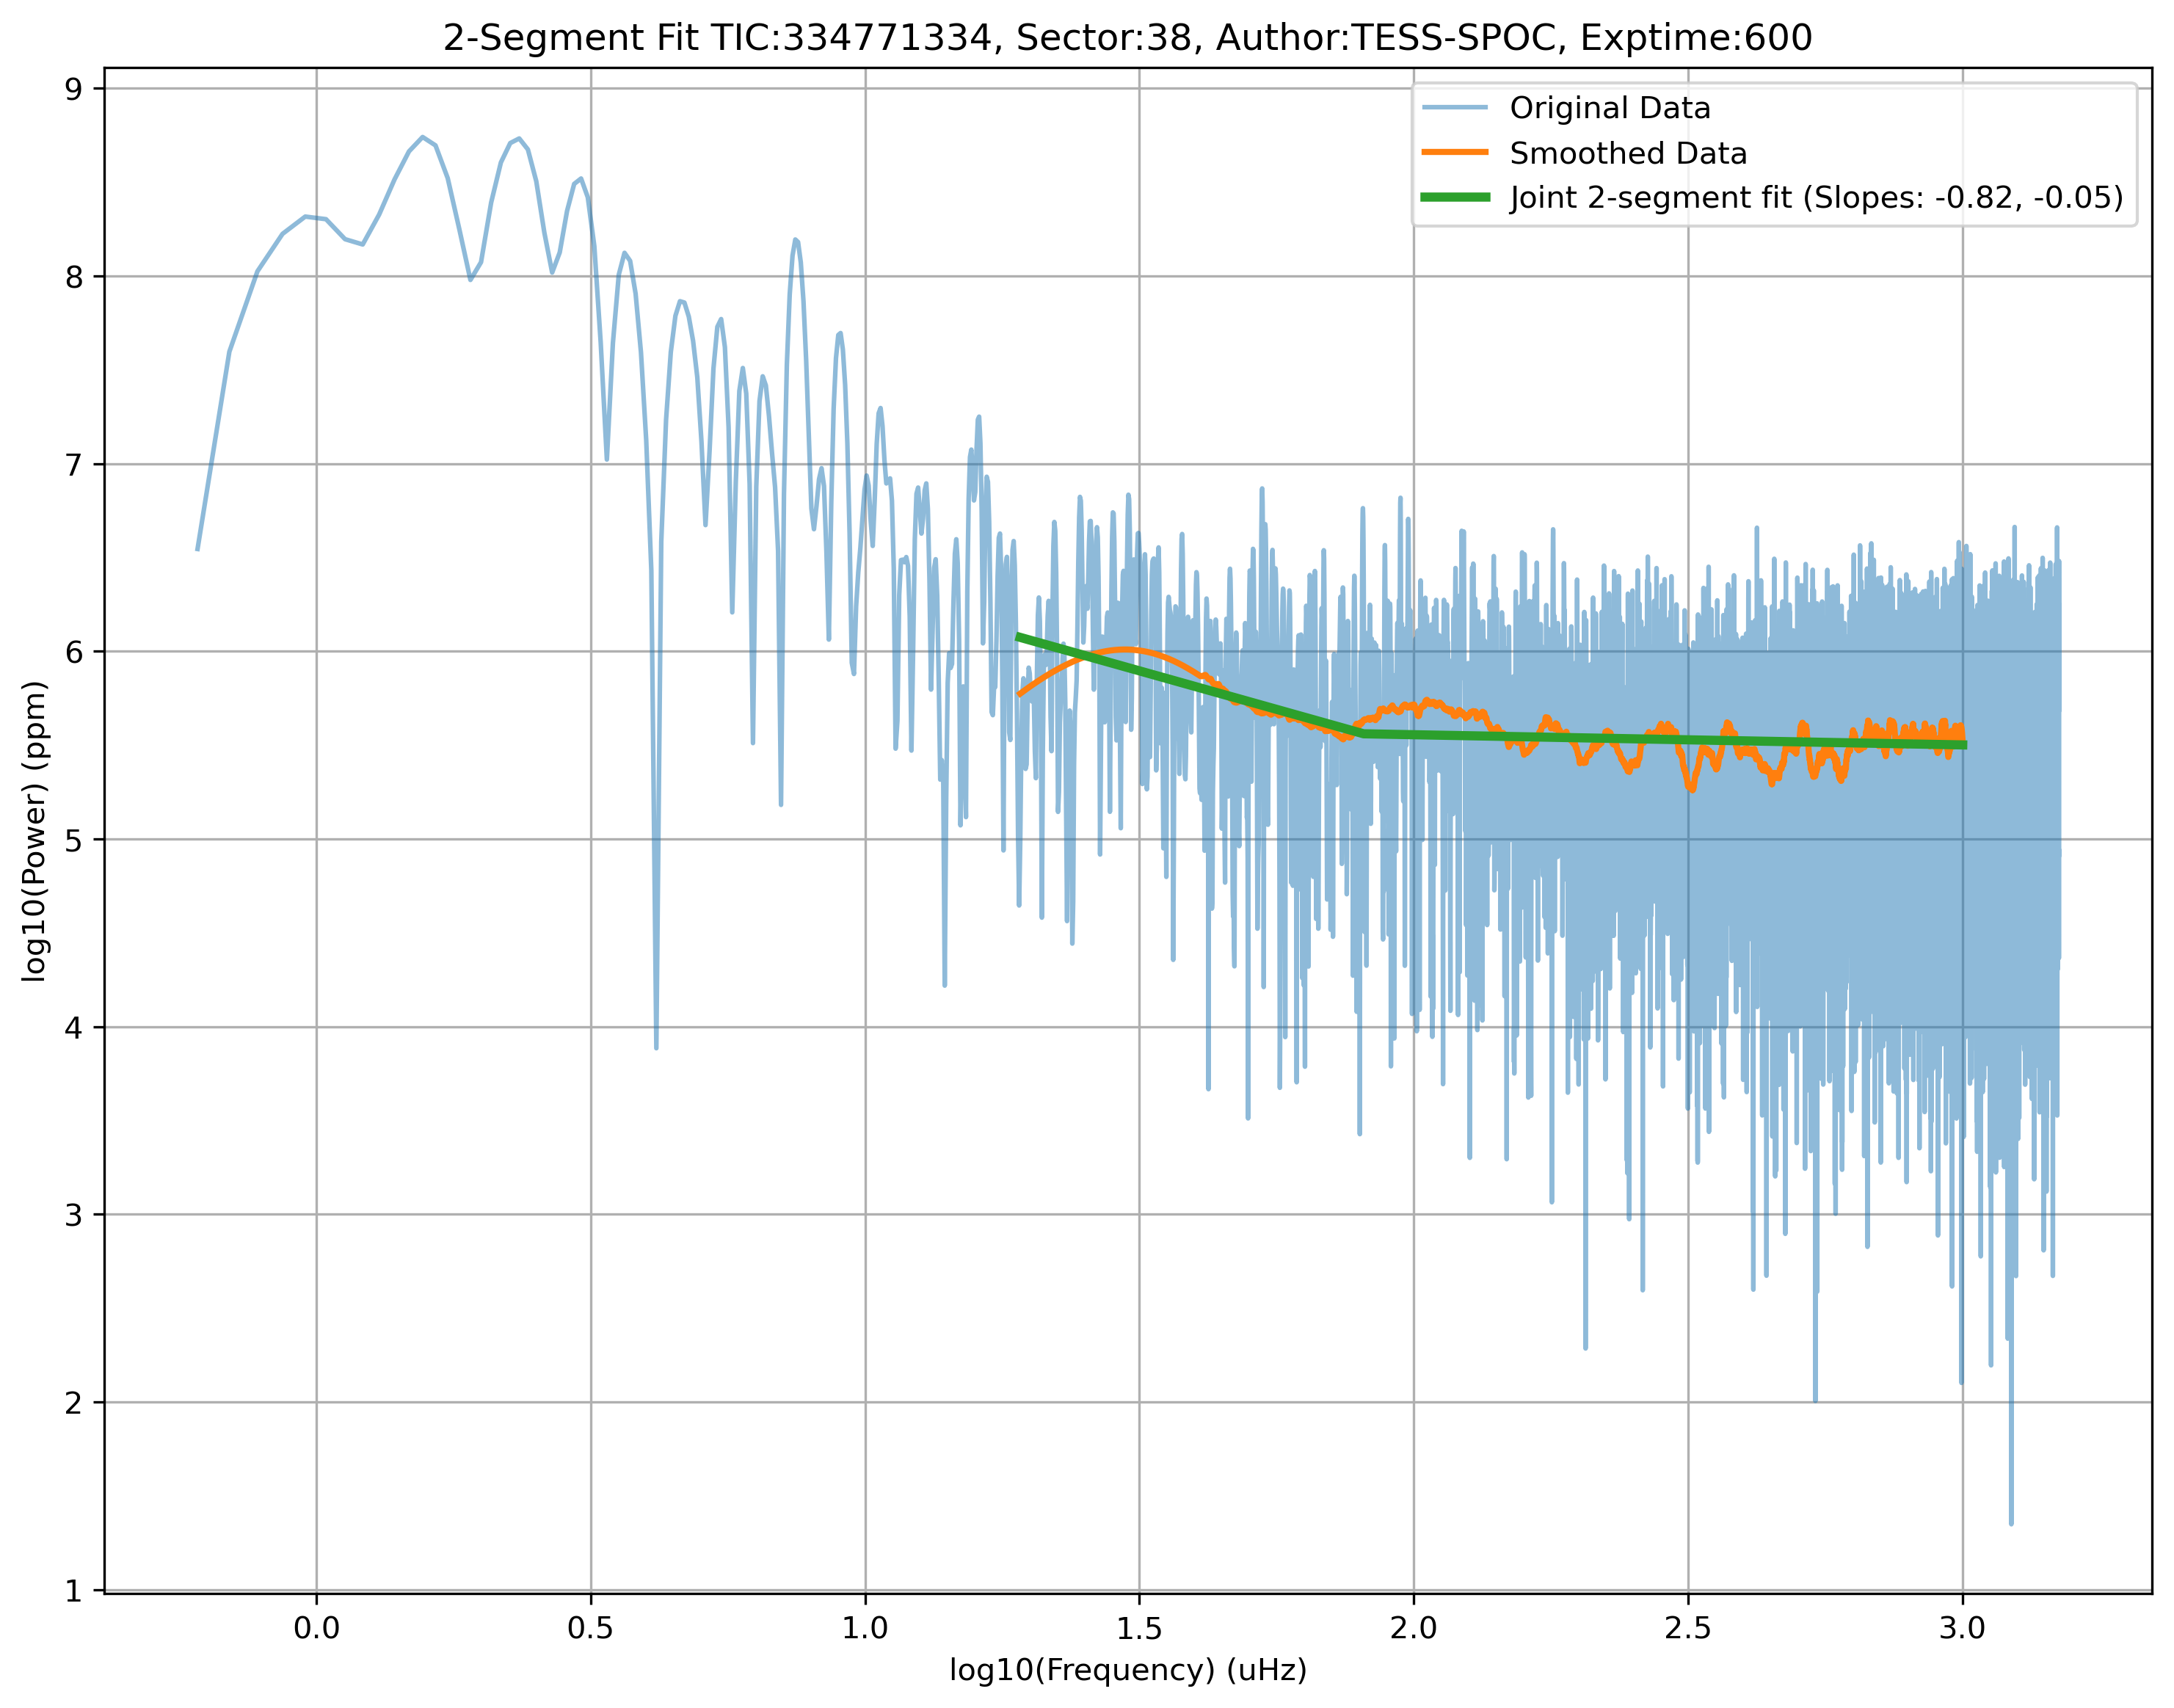 2-Segment Fit TIC:334771334, Sector:38, Author:TESS-SPOC, Exptime:600
Original Data
Smoothed Data
Joint 2-segment fit (Slopes: -0.82, -0.05)
log10(Power) (ppm)
9
8
7
6
5
4
3
2
1
0.0 0.5 1.0 1.5 2.0 2.5 3.0
log10(Frequency) (uHz)